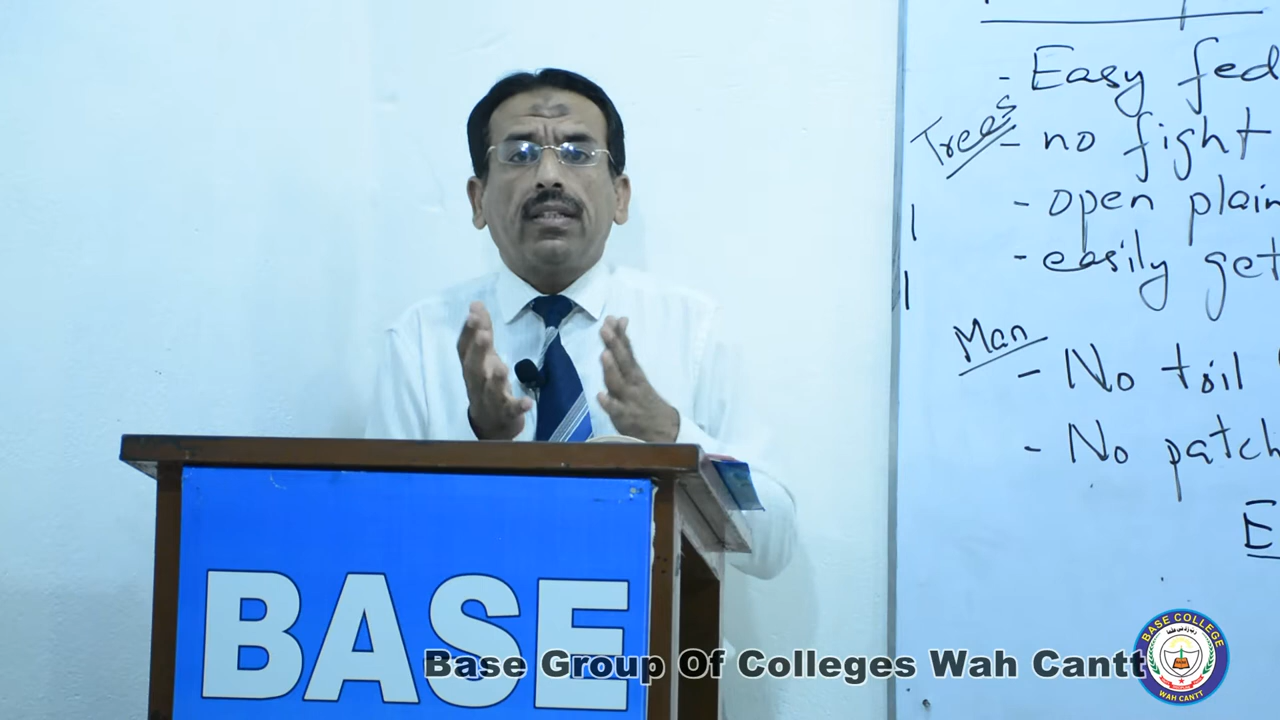 - Easy fed
Trees
- no fight
- open plain
- easily get
Man
- No toil
- No patch
E
BASE
Base Group Of Colleges Wah Cantt
BASE COLLEGE
WAH CANTT